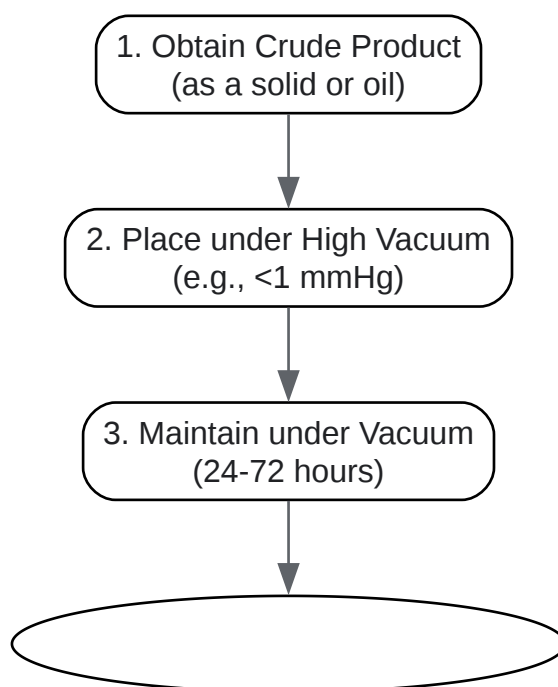 1. Obtain Crude Product
(as a solid or oil)
2. Place under High Vacuum
(e.g., <1 mmHg)
3. Maintain under Vacuum
(24-72 hours)